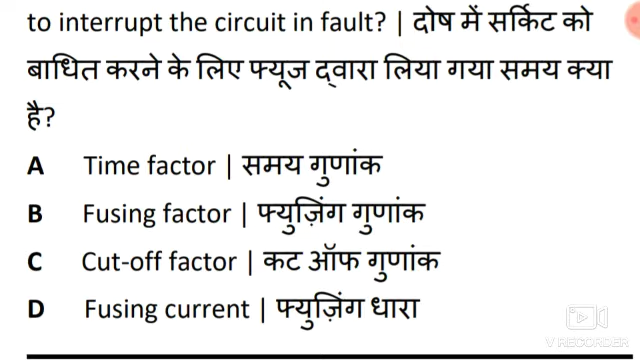 to interrupt the circuit in fault? | दोष में सर्किट को
बाधित करने के लिए फ्यूज द्वारा लिया गया समय क्या
है?
A Time factor | समय गुणांक
B Fusing factor | फ्युज़िंग गुणांक
C Cut-off factor | कट ऑफ गुणांक
D Fusing current | फ्युज़िंग धारा
V RECORDER